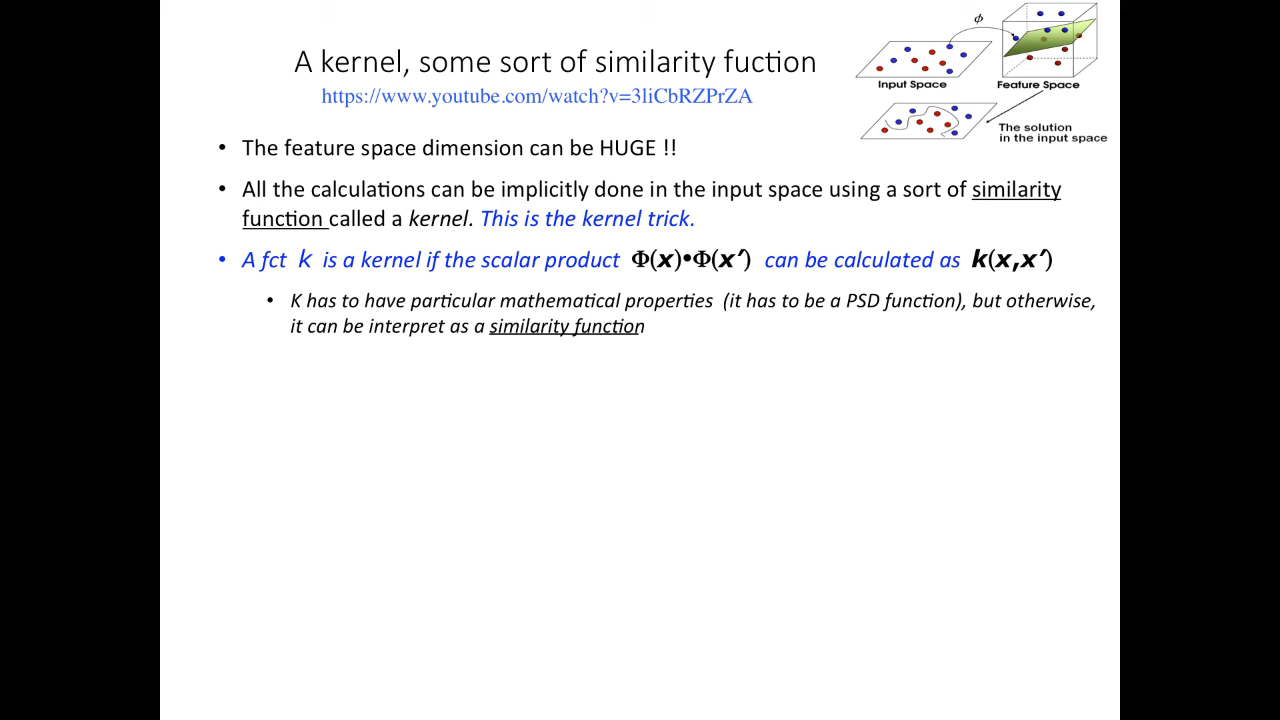 A kernel, some sort of similarity fuction
https://www.youtube.com/watch?v=3liCbRZPrZA
ϕ
Input Space
Feature Space
The solution
in the input space
• The feature space dimension can be HUGE !!
• All the calculations can be implicitly done in the input space using a sort of similarity
function called a kernel. This is the kernel trick.
• A fct k is a kernel if the scalar product Φ(x)•Φ(x′) can be calculated as k(x,x′)
• K has to have particular mathematical properties (it has to be a PSD function), but otherwise,
it can be interpret as a similarity function